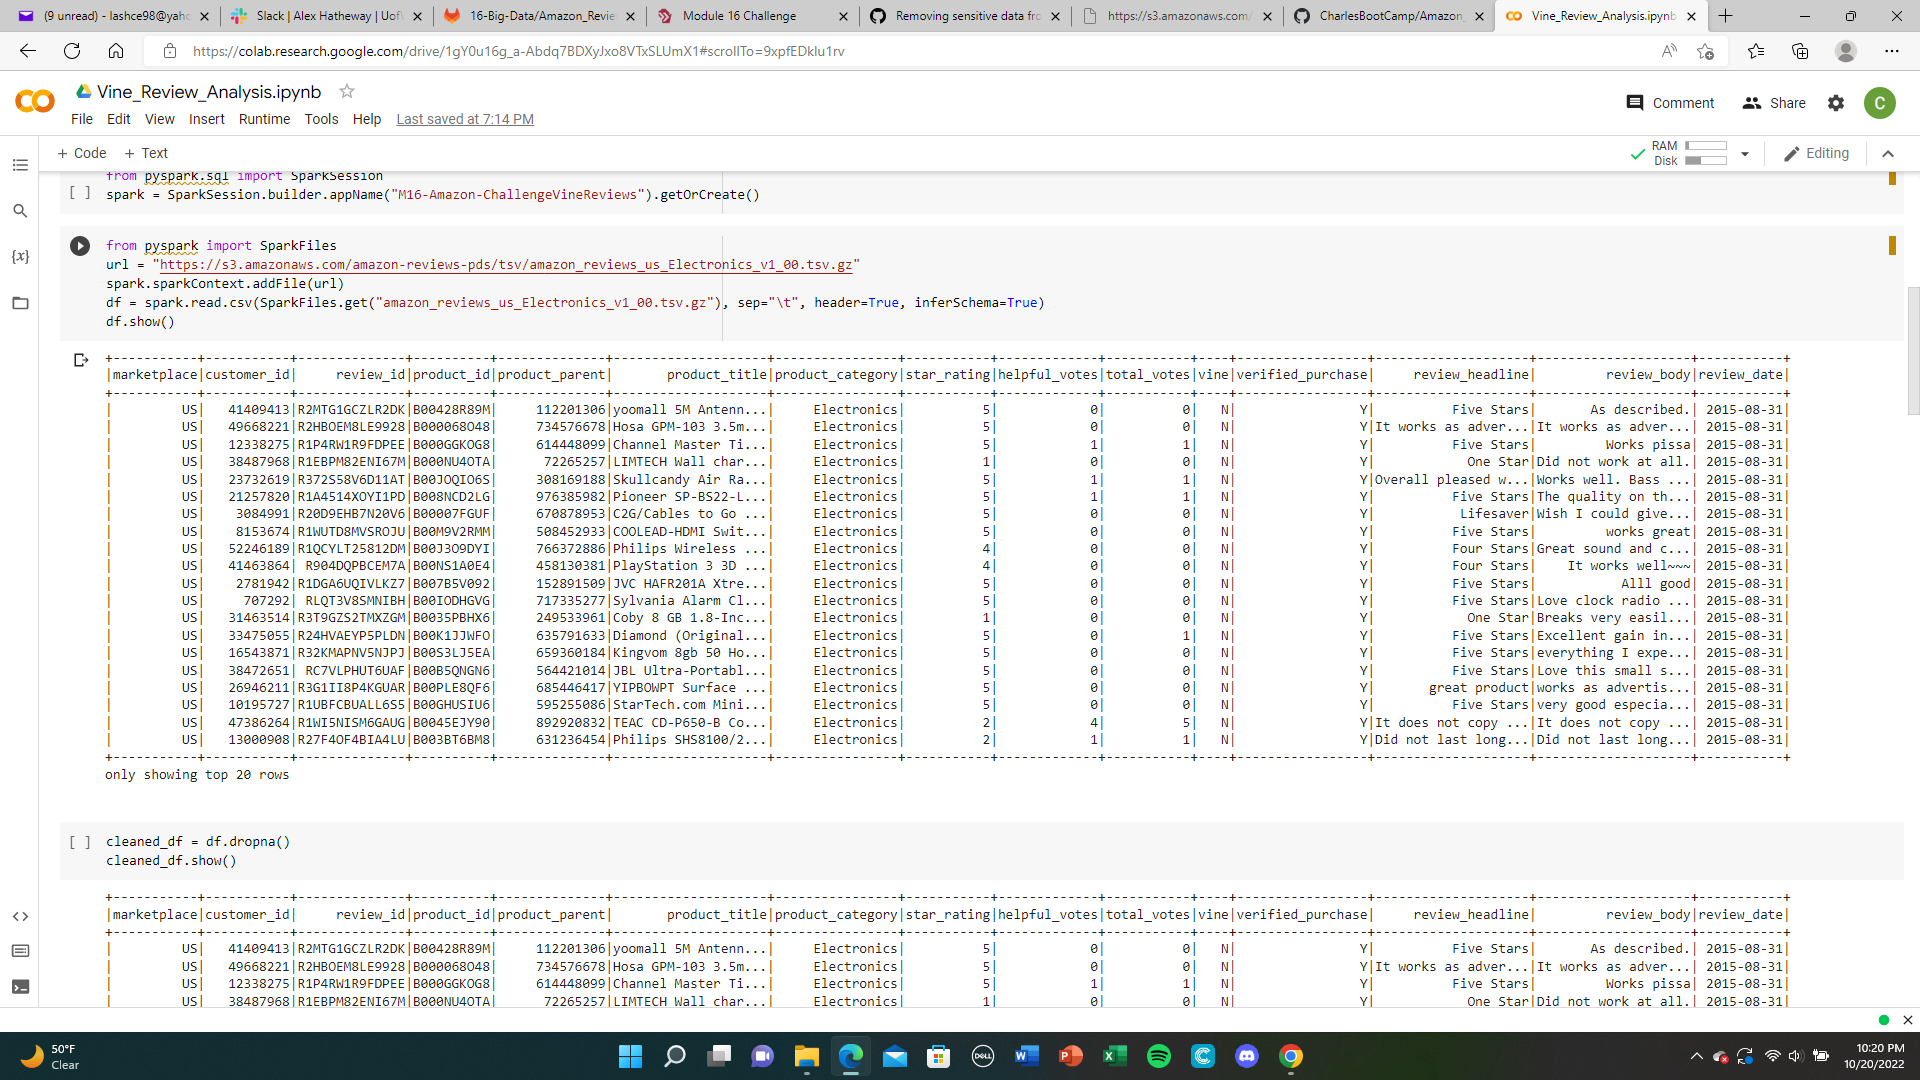 (9 unread) - lashce98@yaho
Slack | Alex Hatheway | UofW
16-Big-Data/Amazon_Review
Module 16 Challenge
Removing sensitive data fro
https://s3.amazonaws.com/
CharlesBootCamp/Amazon_
Vine_Review_Analysis.ipynb
https://colab.research.google.com/drive/1gY0u16g_a-Abdq7BDXyJxo8VTxSLUmX1#scrollTo=9xpfEDkIu1rv
Vine_Review_Analysis.ipynb
File Edit View Insert Runtime Tools Help Last saved at 7:14 PM
Comment Share C
+ Code + Text
RAM
Disk
Editing
from pyspark.sql import SparkSession
[ ] spark = SparkSession.builder.appName("M16-Amazon-ChallengeVineReviews").getOrCreate()
from pyspark import SparkFiles
url = "https://s3.amazonaws.com/amazon-reviews-pds/tsv/amazon_reviews_us_Electronics_v1_00.tsv.gz"
spark.sparkContext.addFile(url)
df = spark.read.csv(SparkFiles.get("amazon_reviews_us_Electronics_v1_00.tsv.gz"), sep="\t", header=True, inferSchema=True)
df.show()
|marketplace|customer_id| review_id|product_id|product_parent| product_title|product_category|star_rating|helpful_votes|total_votes|vine|verified_purchase| review_headline| review_body|review_date|
| US| 41409413|R2MTG1GCZLR2DK|B00428R89M| 112201306|yoomall 5M Antenn...| Electronics| 5| 0| 0| N| Y| Five Stars| As described.| 2015-08-31|
| US| 49668221|R2HBOEM8LE9928|B000068O48| 734576678|Hosa GPM-103 3.5m...| Electronics| 5| 0| 0| N| Y|It works as adver...|It works as adver...| 2015-08-31|
| US| 12338275|R1P4RW1R9FDPEE|B000GGKOG8| 614448099|Channel Master Ti...| Electronics| 5| 1| 1| N| Y| Five Stars| Works pissa| 2015-08-31|
| US| 38487968|R1EBPM82ENI67M|B000NU4OTA| 72265257|LIMTECH Wall char...| Electronics| 1| 0| 0| N| Y| One Star|Did not work at all.| 2015-08-31|
| US| 23732619|R372S58V6D11AT|B00JOQIO6S| 308169188|Skullcandy Air Ra...| Electronics| 5| 1| 1| N| Y|Overall pleased w...|Works well. Bass ...| 2015-08-31|
| US| 21257820|R1A4514XOYI1PD|B008NCD2LG| 976385982|Pioneer SP-BS22-L...| Electronics| 5| 1| 1| N| Y| Five Stars|The quality on th...| 2015-08-31|
| US| 3084991|R20D9EHB7N20V6|B00007FGUF| 670878953|C2G/Cables to Go ...| Electronics| 5| 0| 0| N| Y| Lifesaver|Wish I could give...| 2015-08-31|
| US| 8153674|R1WUTD8MVSROJU|B00M9V2RMM| 508452933|COOLEAD-HDMI Swit...| Electronics| 5| 0| 0| N| Y| Five Stars| works great| 2015-08-31|
| US| 52246189|R1QCYLT25812DM|B00J3O9DYI| 766372886|Philips Wireless ...| Electronics| 4| 0| 0| N| Y| Four Stars|Great sound and c...| 2015-08-31|
| US| 41463864| R904DQPBCEM7A|B00NS1A0E4| 458130381|PlayStation 3 3D ...| Electronics| 4| 0| 0| N| Y| Four Stars| It works well~~~| 2015-08-31|
| US| 2781942|R1DGA6UQIVLKZ7|B007B5V092| 152891509|JVC HAFR201A Xtre...| Electronics| 5| 0| 0| N| Y| Five Stars| Alll good| 2015-08-31|
| US| 707292| RLQT3V8SMNIBH|B00IODHGVG| 717335277|Sylvania Alarm Cl...| Electronics| 5| 0| 0| N| Y| Five Stars|Love clock radio ...| 2015-08-31|
| US| 31463514|R3T9GZS2TMXZGM|B0035PBHX6| 249533961|Coby 8 GB 1.8-Inc...| Electronics| 1| 0| 0| N| Y| One Star|Breaks very easil...| 2015-08-31|
| US| 33475055|R24HVAEYP5PLDN|B00K1JJWFO| 635791633|Diamond (Original...| Electronics| 5| 0| 1| N| Y| Five Stars|Excellent gain in...| 2015-08-31|
| US| 16543871|R32KMAPNV5NJPJ|B00S3LJ5EA| 659360184|Kingvom 8gb 50 Ho...| Electronics| 5| 0| 0| N| Y| Five Stars|everything I expe...| 2015-08-31|
| US| 38472651| RC7VLPHUT6UAF|B00B5QNGN6| 564421014|JBL Ultra-Portabl...| Electronics| 5| 0| 0| N| Y| Five Stars|Love this small s...| 2015-08-31|
| US| 26946211|R3G1II8P4KGUAR|B00PLE8QF6| 685446417|YIPBOWPT Surface ...| Electronics| 5| 0| 0| N| Y| great product|works as advertis...| 2015-08-31|
| US| 10195727|R1UBFCBUALL6S5|B00GHUSIU6| 595255086|StarTech.com Mini...| Electronics| 5| 0| 0| N| Y| Five Stars|very good especia...| 2015-08-31|
| US| 47386264|R1WI5NISM6GAUG|B0045EJY90| 892920832|TEAC CD-P650-B Co...| Electronics| 2| 4| 5| N| Y|It does not copy ...|It does not copy ...| 2015-08-31|
| US| 13000908|R27F4OF4BIA4LU|B003BT6BM8| 631236454|Philips SHS8100/2...| Electronics| 2| 1| 1| N| Y|Did not last long...|Did not last long...| 2015-08-31|
only showing top 20 rows
[ ] cleaned_df = df.dropna()
cleaned_df.show()
|marketplace|customer_id| review_id|product_id|product_parent| product_title|product_category|star_rating|helpful_votes|total_votes|vine|verified_purchase| review_headline| review_body|review_date|
| US| 41409413|R2MTG1GCZLR2DK|B00428R89M| 112201306|yoomall 5M Antenn...| Electronics| 5| 0| 0| N| Y| Five Stars| As described.| 2015-08-31|
| US| 49668221|R2HBOEM8LE9928|B000068O48| 734576678|Hosa GPM-103 3.5m...| Electronics| 5| 0| 0| N| Y|It works as adver...|It works as adver...| 2015-08-31|
| US| 12338275|R1P4RW1R9FDPEE|B000GGKOG8| 614448099|Channel Master Ti...| Electronics| 5| 1| 1| N| Y| Five Stars| Works pissa| 2015-08-31|
| US| 38487968|R1EBPM82ENI67M|B000NU4OTA| 72265257|LIMTECH Wall char...| Electronics| 1| 0| 0| N| Y| One Star|Did not work at all.| 2015-08-31|
50°F
Clear
10:20 PM
10/20/2022